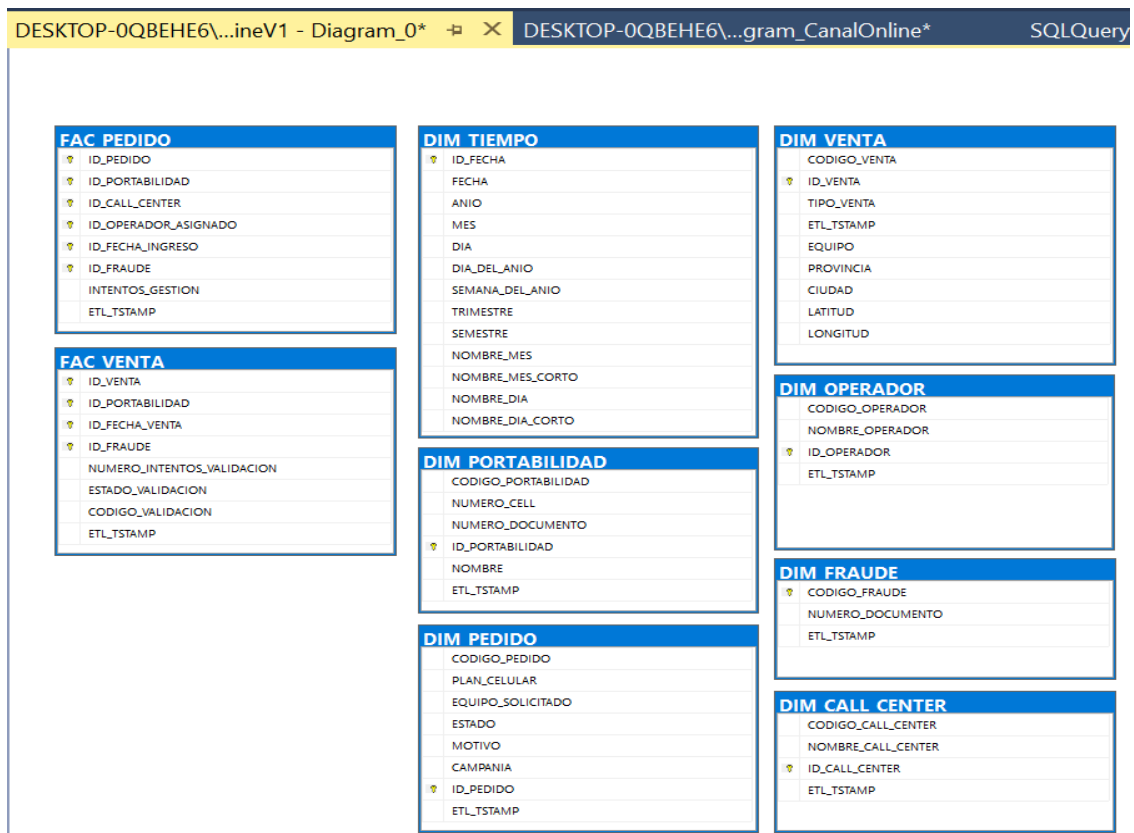 DESKTOP-0QBEHE6\...ineV1 - Diagram_0*
DESKTOP-0QBEHE6\...gram_CanalOnline*
SQLQuery
FAC PEDIDO
ID_PEDIDO
ID_PORTABILIDAD
ID_CALL_CENTER
ID_OPERADOR_ASIGNADO
ID_FECHA_INGRESO
ID_FRAUDE
INTENTOS_GESTION
ETL_TSTAMP
FAC VENTA
ID_VENTA
ID_PORTABILIDAD
ID_FECHA_VENTA
ID_FRAUDE
NUMERO_INTENTOS_VALIDACION
ESTADO_VALIDACION
CODIGO_VALIDACION
ETL_TSTAMP
DIM TIEMPO
ID_FECHA
FECHA
ANIO
MES
DIA
DIA_DEL_ANIO
SEMANA_DEL_ANIO
TRIMESTRE
SEMESTRE
NOMBRE_MES
NOMBRE_MES_CORTO
NOMBRE_DIA
NOMBRE_DIA_CORTO
DIM PORTABILIDAD
CODIGO_PORTABILIDAD
NUMERO_CELL
NUMERO_DOCUMENTO
ID_PORTABILIDAD
NOMBRE
ETL_TSTAMP
DIM PEDIDO
CODIGO_PEDIDO
PLAN_CELULAR
EQUIPO_SOLICITADO
ESTADO
MOTIVO
CAMPANIA
ID_PEDIDO
ETL_TSTAMP
DIM VENTA
CODIGO_VENTA
ID_VENTA
TIPO_VENTA
ETL_TSTAMP
EQUIPO
PROVINCIA
CIUDAD
LATITUD
LONGITUD
DIM OPERADOR
CODIGO_OPERADOR
NOMBRE_OPERADOR
ID_OPERADOR
ETL_TSTAMP
DIM FRAUDE
CODIGO_FRAUDE
NUMERO_DOCUMENTO
ETL_TSTAMP
DIM CALL CENTER
CODIGO_CALL_CENTER
NOMBRE_CALL_CENTER
ID_CALL_CENTER
ETL_TSTAMP